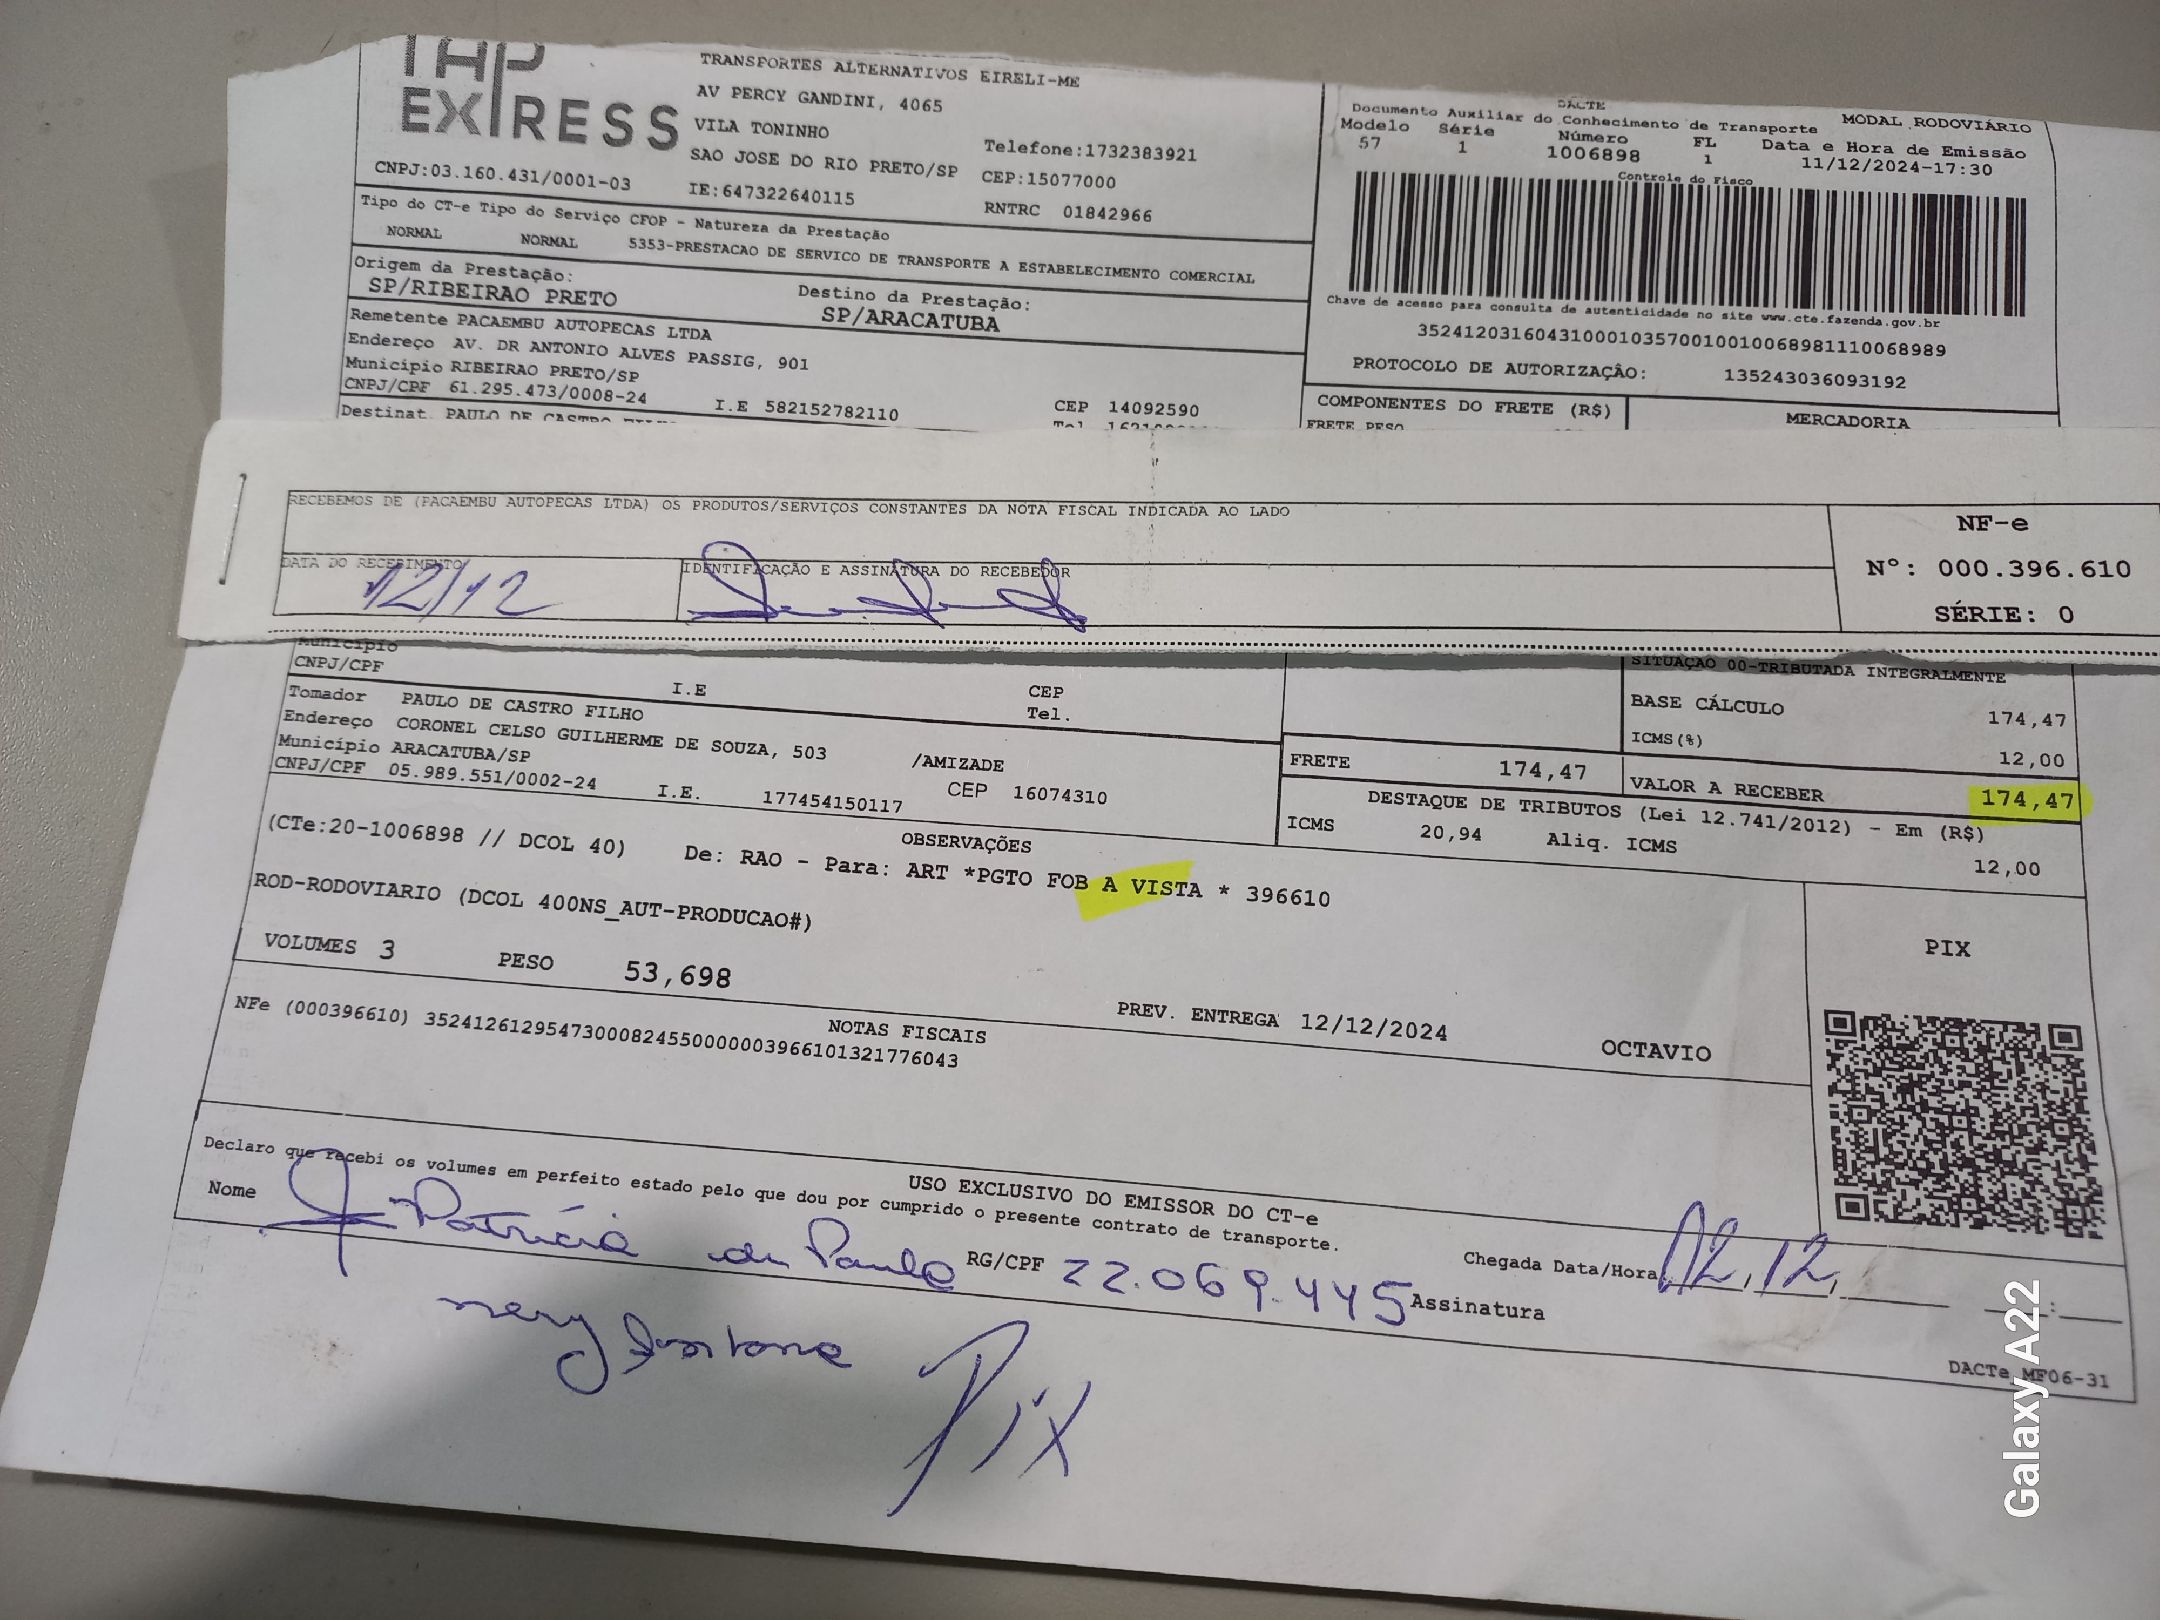 TAP
EXPRESS
TRANSPORTES ALTERNATIVOS EIRELI-ME
AV PERCY GANDINI, 4065
VILA TONINHO
SAO JOSE DO RIO PRETO/SP
Telefone:1732383921
CEP:15077000
CNPJ:03.160.431/0001-03
IE:647322640115
RNTRC 01842966
DACTE
Documento Auxiliar do Conhecimento de Transporte
MODAL RODOVIÁRIO
Modelo Série Número FL Data e Hora de Emissão
57 1 1006898 1 11/12/2024-17:30
Controle do Fisco
Chave de acesso para consulta de autenticidade no site www.cte.fazenda.gov.br
35241203160431000103570010010068981110068989
PROTOCOLO DE AUTORIZAÇÃO: 135243036093192
Tipo do CT-e Tipo do Serviço CFOP - Natureza da Prestação
NORMAL NORMAL 5353-PRESTACAO DE SERVICO DE TRANSPORTE A ESTABELECIMENTO COMERCIAL
Origem da Prestação:
SP/RIBEIRAO PRETO
Destino da Prestação:
SP/ARACATUBA
Remetente PACAEMBU AUTOPECAS LTDA
Endereço AV. DR ANTONIO ALVES PASSIG, 901
Município RIBEIRAO PRETO/SP
CNPJ/CPF 61.295.473/0008-24 I.E 582152782110 CEP 14092590
Destinat. PAULO DE CASTRO Tel
COMPONENTES DO FRETE (R$) MERCADORIA
FRETE PESO
RECEBEMOS DE (PACAEMBU AUTOPECAS LTDA) OS PRODUTOS/SERVIÇOS CONSTANTES DA NOTA FISCAL INDICADA AO LADO
DATA DO RECEBIMENTO
12/12
IDENTIFICAÇÃO E ASSINATURA DO RECEBEDOR
NF-e
Nº: 000.396.610
SÉRIE: 0
Município
CNPJ/CPF I.E CEP
Tel.
Tomador PAULO DE CASTRO FILHO
Endereço CORONEL CELSO GUILHERME DE SOUZA, 503 /AMIZADE
Município ARACATUBA/SP
CNPJ/CPF 05.989.551/0002-24 I.E. 177454150117 CEP 16074310
SITUAÇÃO 00-TRIBUTADA INTEGRALMENTE
BASE CÁLCULO 174,47
ICMS(%) 12,00
FRETE 174,47 VALOR A RECEBER 174,47
DESTAQUE DE TRIBUTOS (Lei 12.741/2012) - Em (R$)
ICMS 20,94 Aliq. ICMS 12,00
OBSERVAÇÕES
(CTe:20-1006898 // DCOL 40) De: RAO - Para: ART *PGTO FOB A VISTA * 396610
ROD-RODOVIARIO (DCOL 400NS_AUT-PRODUCAO#)
VOLUMES 3 PESO 53,698
PREV. ENTREGA 12/12/2024 OCTAVIO
PIX
NOTAS FISCAIS
NFe (000396610) 35241261295473000824550000003966101321776043
USO EXCLUSIVO DO EMISSOR DO CT-e
Declaro que recebi os volumes em perfeito estado pelo que dou por cumprido o presente contrato de transporte.
Nome Patrícia de Paula RG/CPF 22.069.445 Assinatura
Chegada Data/Hora 12.12. :
Pix
DACTe MF06-31
Galaxy A22